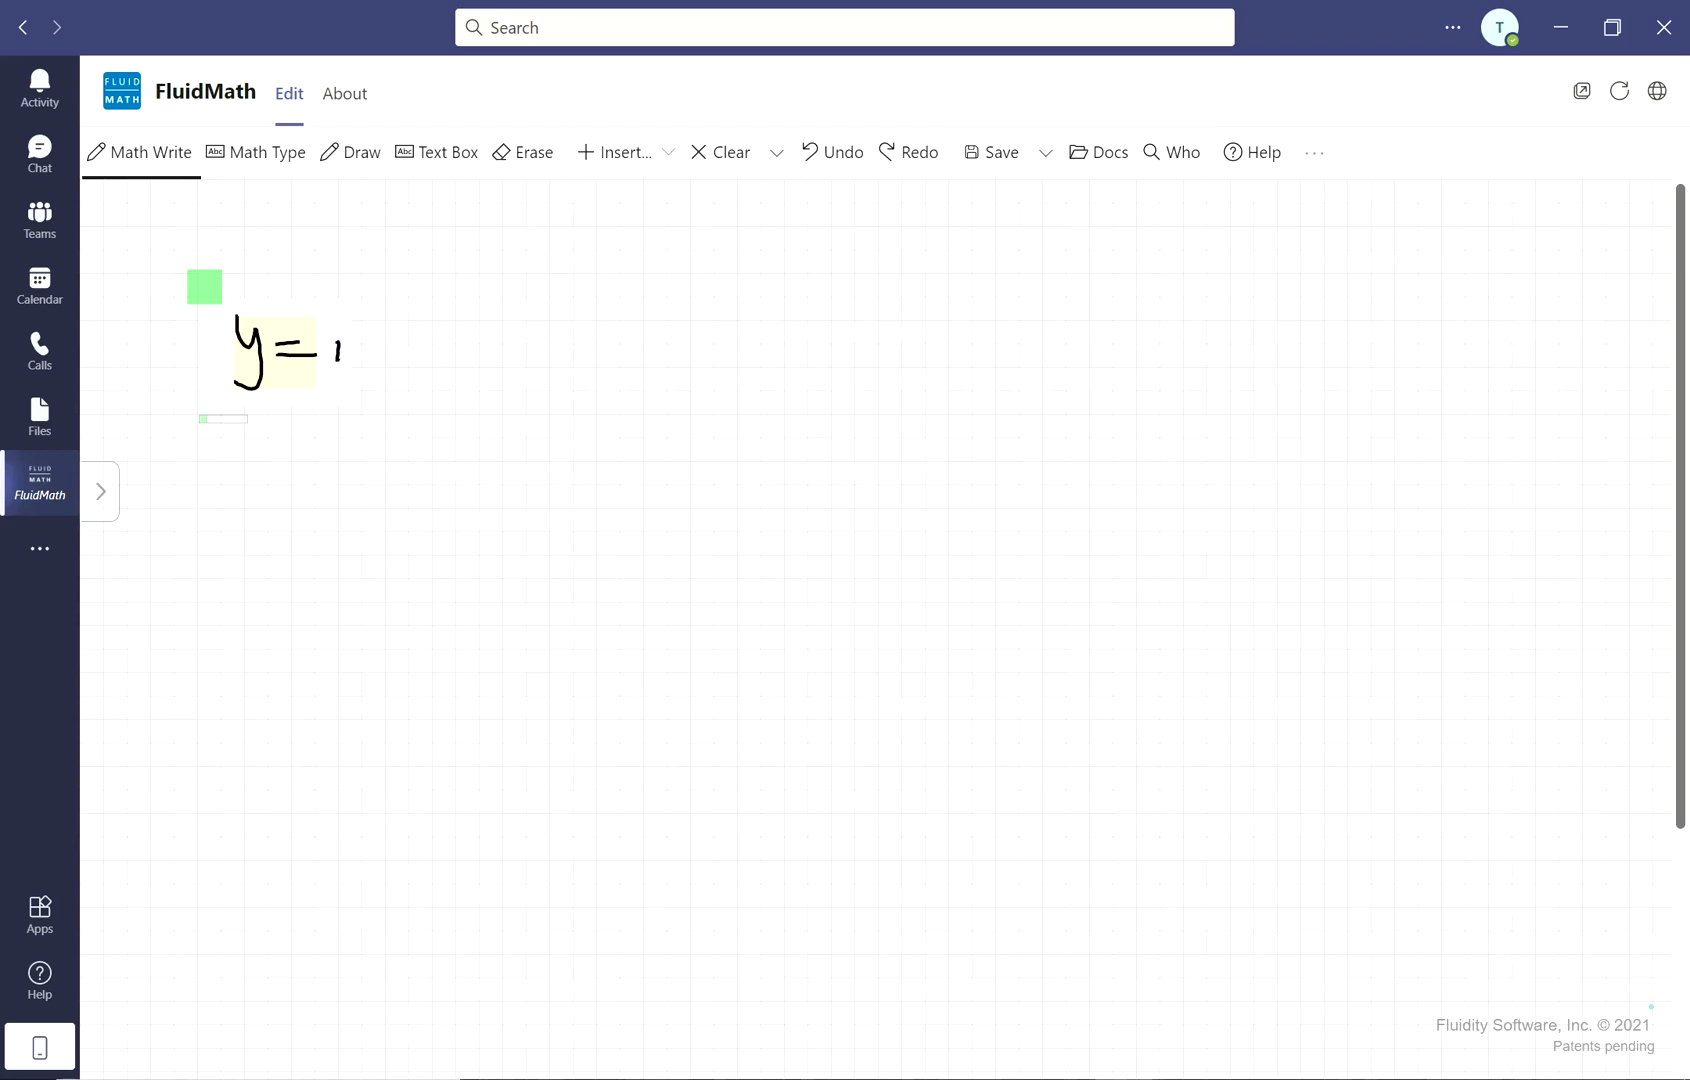 Search
T
Activity
Chat
Teams
Calendar
Calls
Files
FLUID
MATH
FluidMath
Apps
Help
FLUID
MATH
FluidMath Edit About
Math Write Abc Math Type Draw Abc Text Box Erase Insert... Clear Undo Redo Save Docs Who Help
y=
Fluidity Software, Inc. © 2021
Patents pending